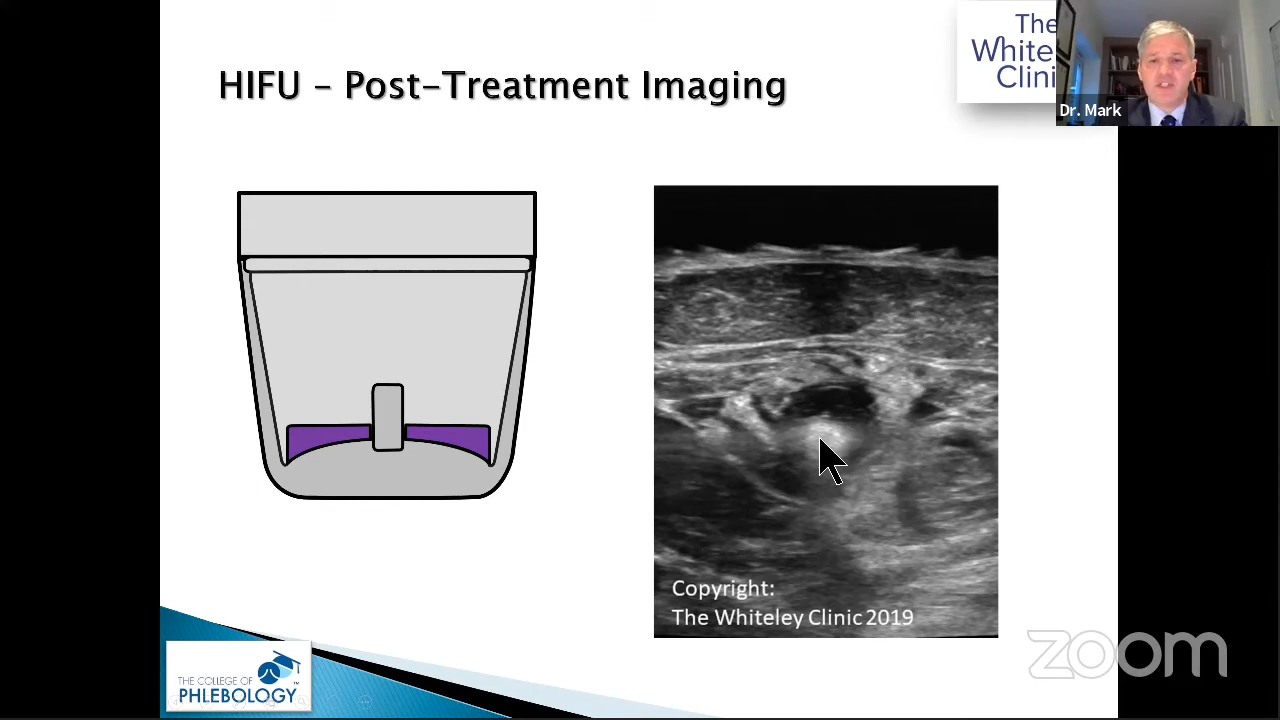 HIFU – Post-Treatment Imaging
The
White
Clini
Dr. Mark
Copyright:
The Whiteley Clinic 2019
THE COLLEGE OF
PHLEBOLOGY
TM
zoom